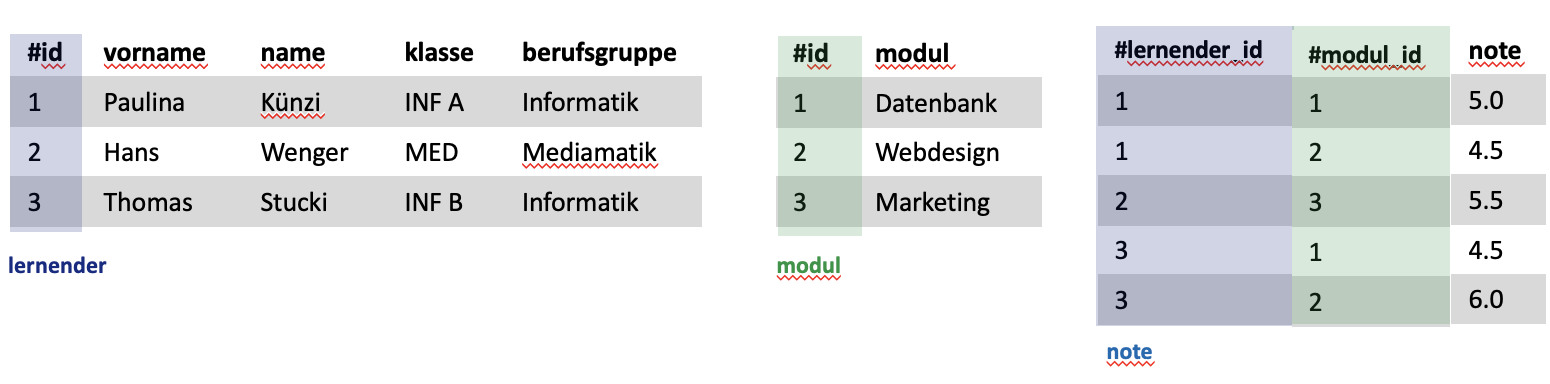 #id vorname name klasse berufsgruppe
1 Paulina Künzi INF A Informatik
2 Hans Wenger MED Mediamatik
3 Thomas Stucki INF B Informatik
lernender
#id modul
1 Datenbank
2 Webdesign
3 Marketing
modul
#lernender_id #modul_id note
1 1 5.0
1 2 4.5
2 3 5.5
3 1 4.5
3 2 6.0
note